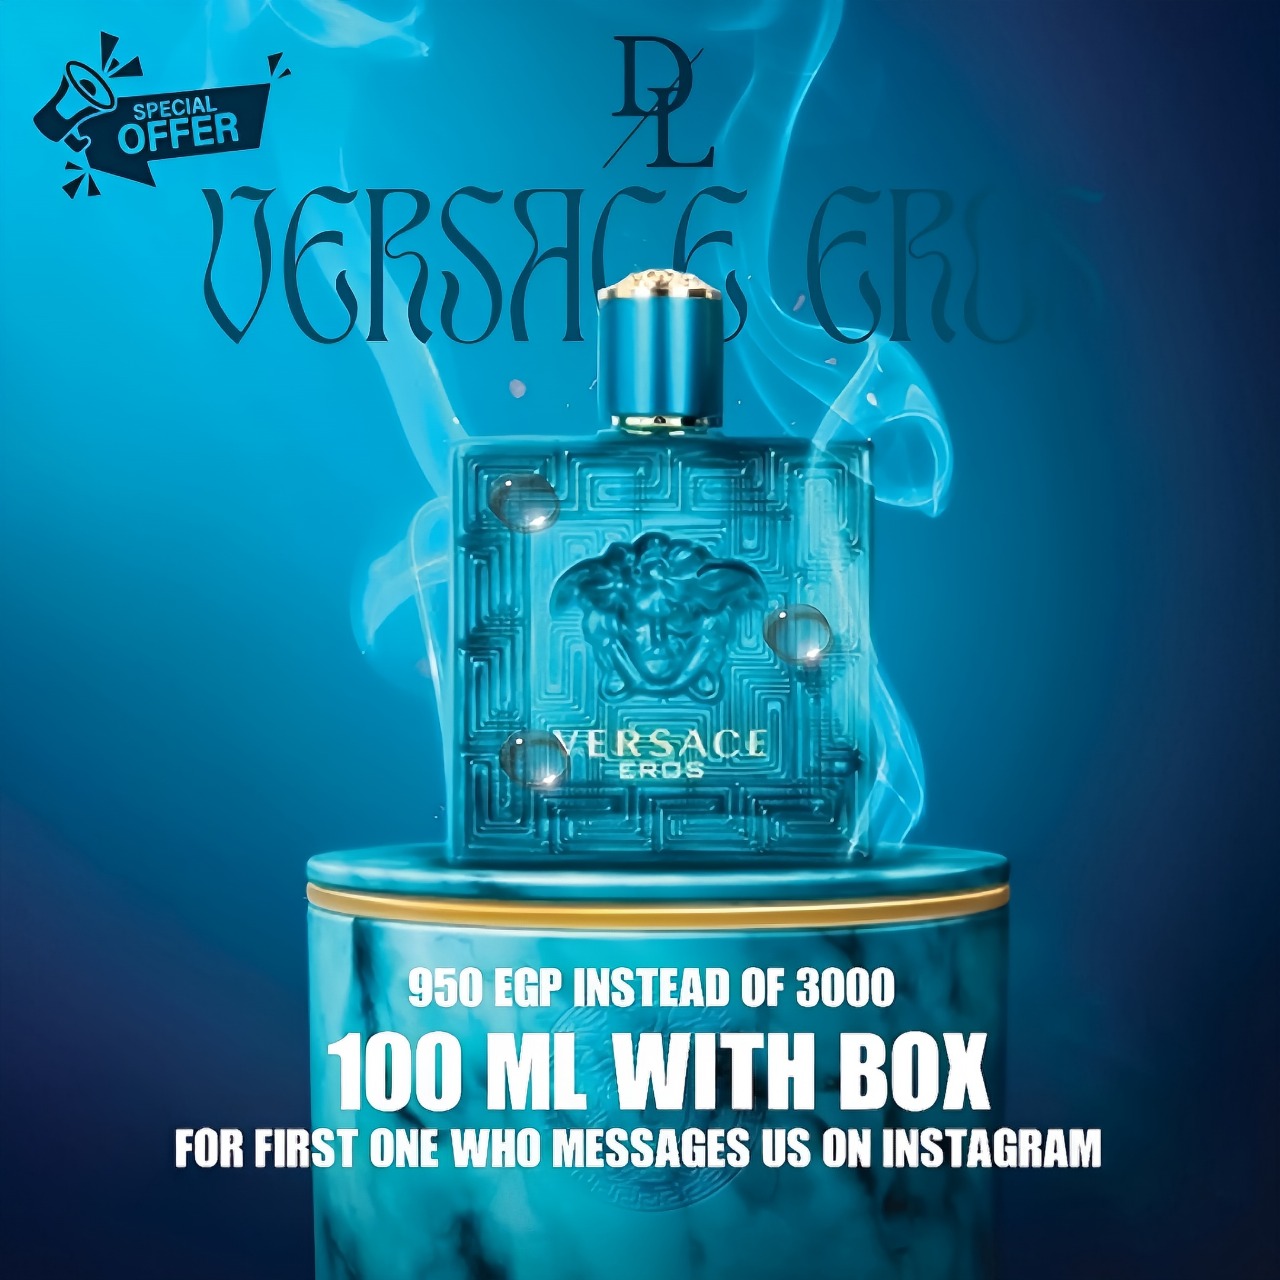 SPECIAL
OFFER
DL
VERSACE EROS
VERSACE
EROS
950 EGP INSTEAD OF 3000
100 ML WITH BOX
FOR FIRST ONE WHO MESSAGES US ON INSTAGRAM